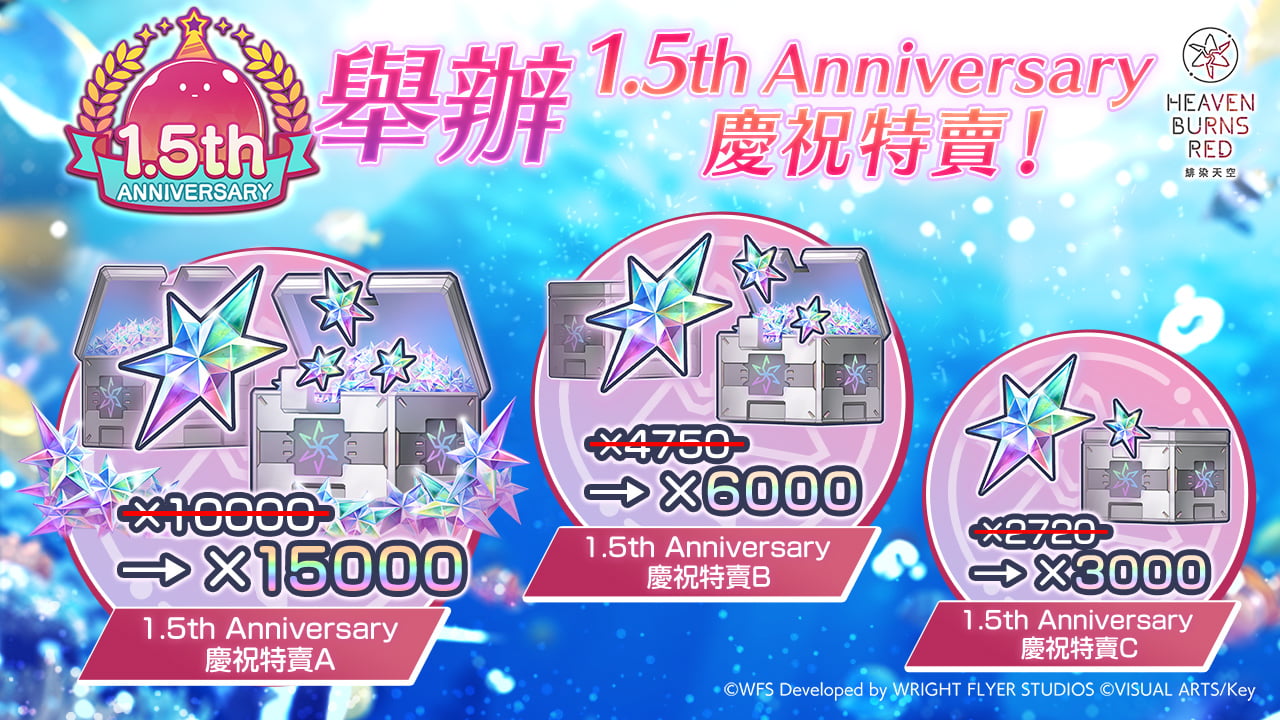 1.5th
ANNIVERSARY
舉辦
1.5th Anniversary
慶祝特賣！
HEAVEN
BURNS
RED
緋染天空
×10000
→×15000
1.5th Anniversary
慶祝特賣A
×4750
→×6000
1.5th Anniversary
慶祝特賣B
×2720
→×3000
1.5th Anniversary
慶祝特賣C
©WFS Developed by WRIGHT FLYER STUDIOS ©VISUAL ARTS/Key